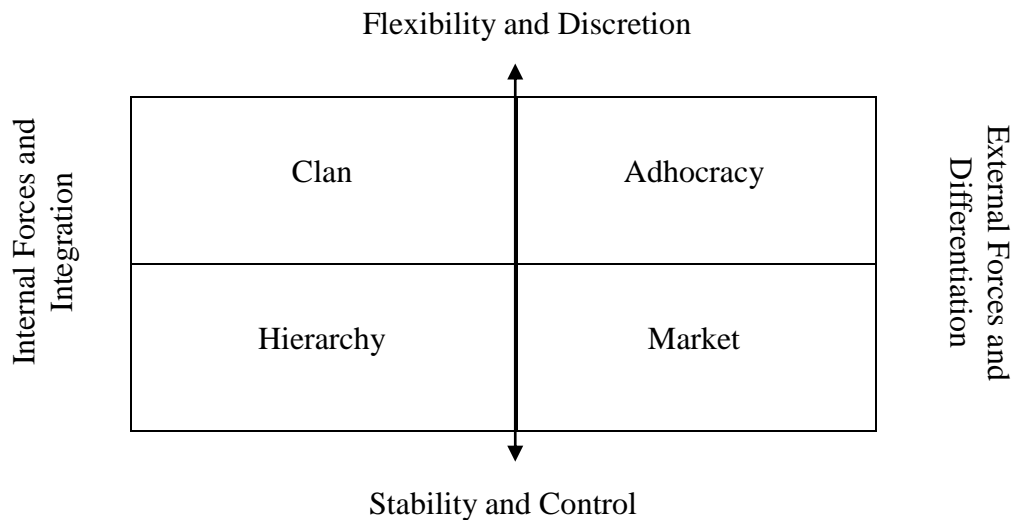 Flexibility and Discretion
Internal Forces and
Integration
Clan
Adhocracy
External Forces and
Differentiation
Hierarchy
Market
Stability and Control